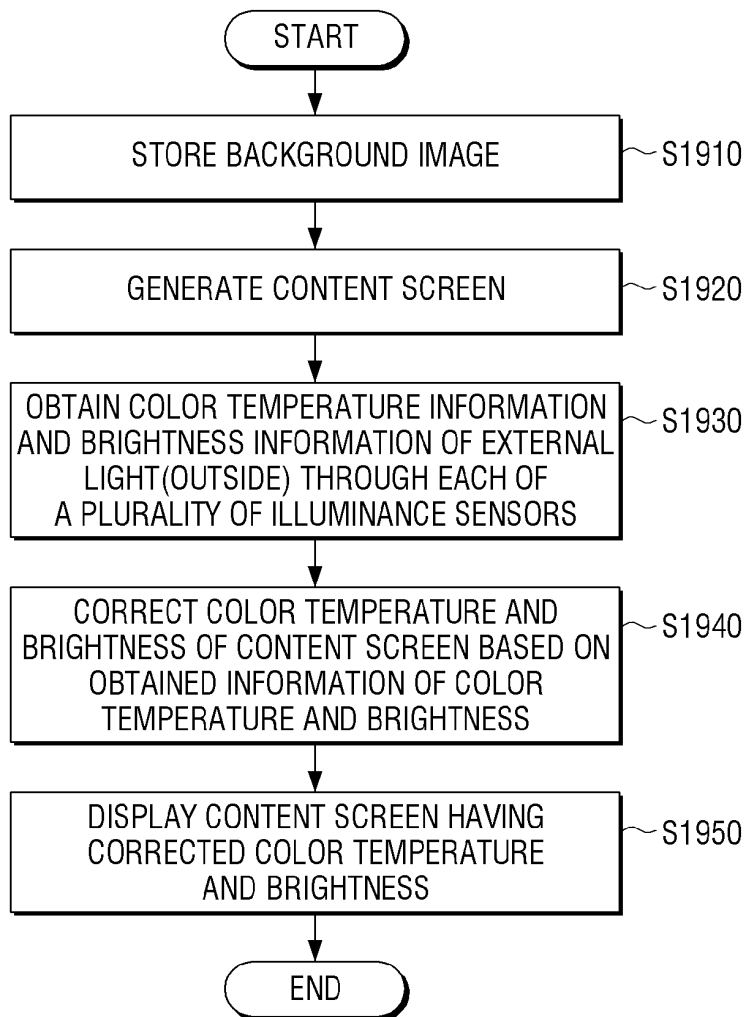 START
STORE BACKGROUND IMAGE
S1910
GENERATE CONTENT SCREEN
S1920
OBTAIN COLOR TEMPERATURE INFORMATION
AND BRIGHTNESS INFORMATION OF EXTERNAL
LIGHT(OUTSIDE) THROUGH EACH OF
A PLURALITY OF ILLUMINANCE SENSORS
S1930
CORRECT COLOR TEMPERATURE AND
BRIGHTNESS OF CONTENT SCREEN BASED ON
OBTAINED INFORMATION OF COLOR
TEMPERATURE AND BRIGHTNESS
S1940
DISPLAY CONTENT SCREEN HAVING
CORRECTED COLOR TEMPERATURE
AND BRIGHTNESS
S1950
END